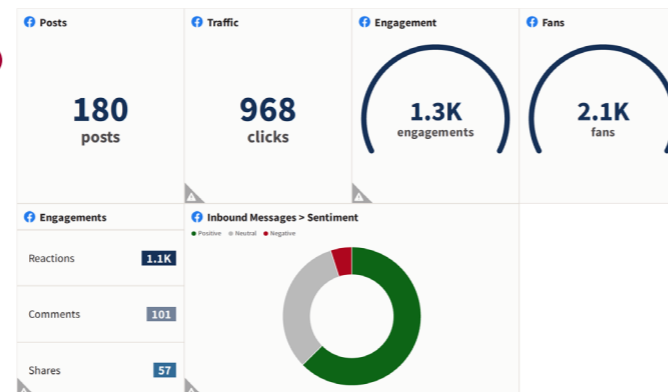 Posts
180
posts
Traffic
968
clicks
Engagement
1.3K
engagements
Fans
2.1K
fans
Engagements
Reactions 1.1K
Comments 101
Shares 57
Inbound Messages > Sentiment
Positive Neutral Negative